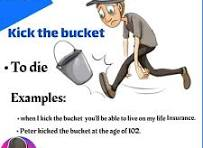 Kick the bucket
• To die
Examples:
• when I kick the bucket you'll be able to live on my life Insurance.
• Peter kicked the bucket at the age of 102.